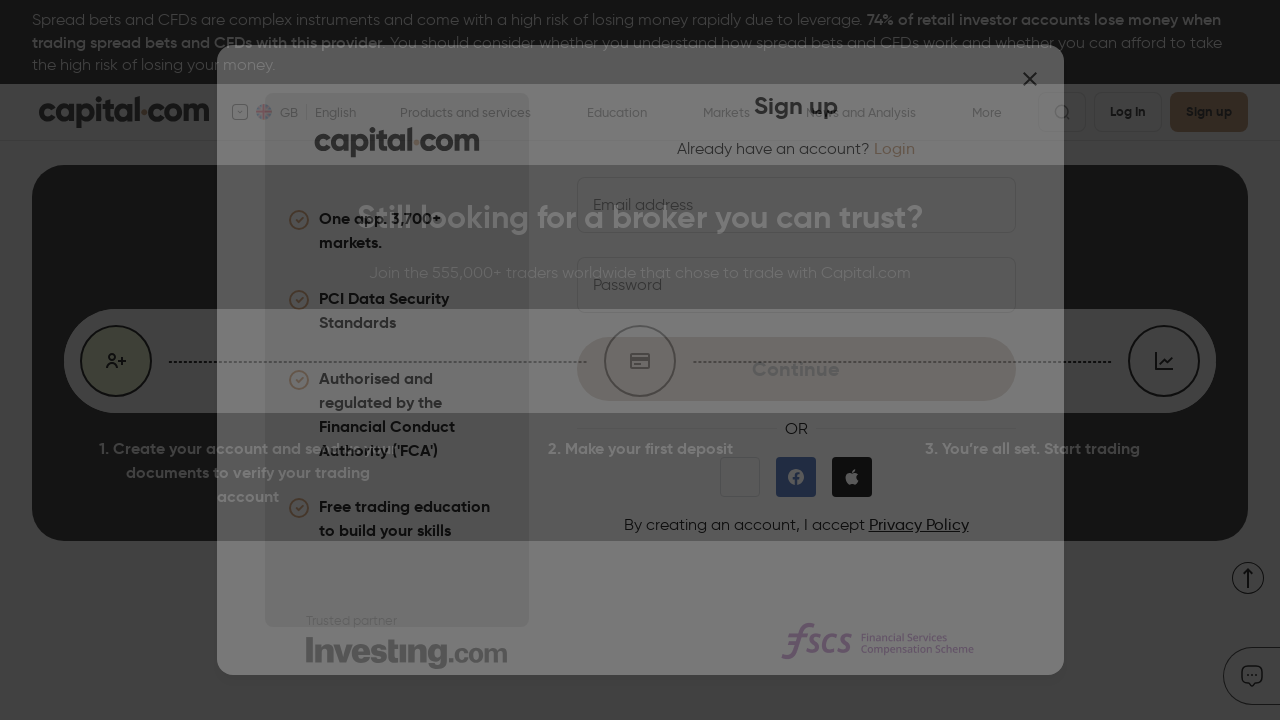 Spread bets and CFDs are complex instruments and come with a high risk of losing money rapidly due to leverage. 74% of retail investor accounts lose money when
trading spread bets and CFDs with this provider. You should consider whether you understand how spread bets and CFDs work and whether you can afford to take
the high risk of losing your money.
capital.com
GB English Products and services Education Markets News and Analysis More Log In Sign up
Sign up
capital.com
Already have an account? Login
One app. 3,700+
markets.
Email address
Still looking for a broker you can trust?
Join the 555,000+ traders worldwide that chose to trade with Capital.com
Password
PCI Data Security
Standards
Continue
Authorised and
regulated by the
Financial Conduct
Authority ('FCA')
OR
1. Create your account and send us your
documents to verify your trading
account
2. Make your first deposit
3. You're all set. Start trading
Free trading education
to build your skills
By creating an account, I accept Privacy Policy
Trusted partner
Investing.com
FSCS Financial Services
Compensation Scheme